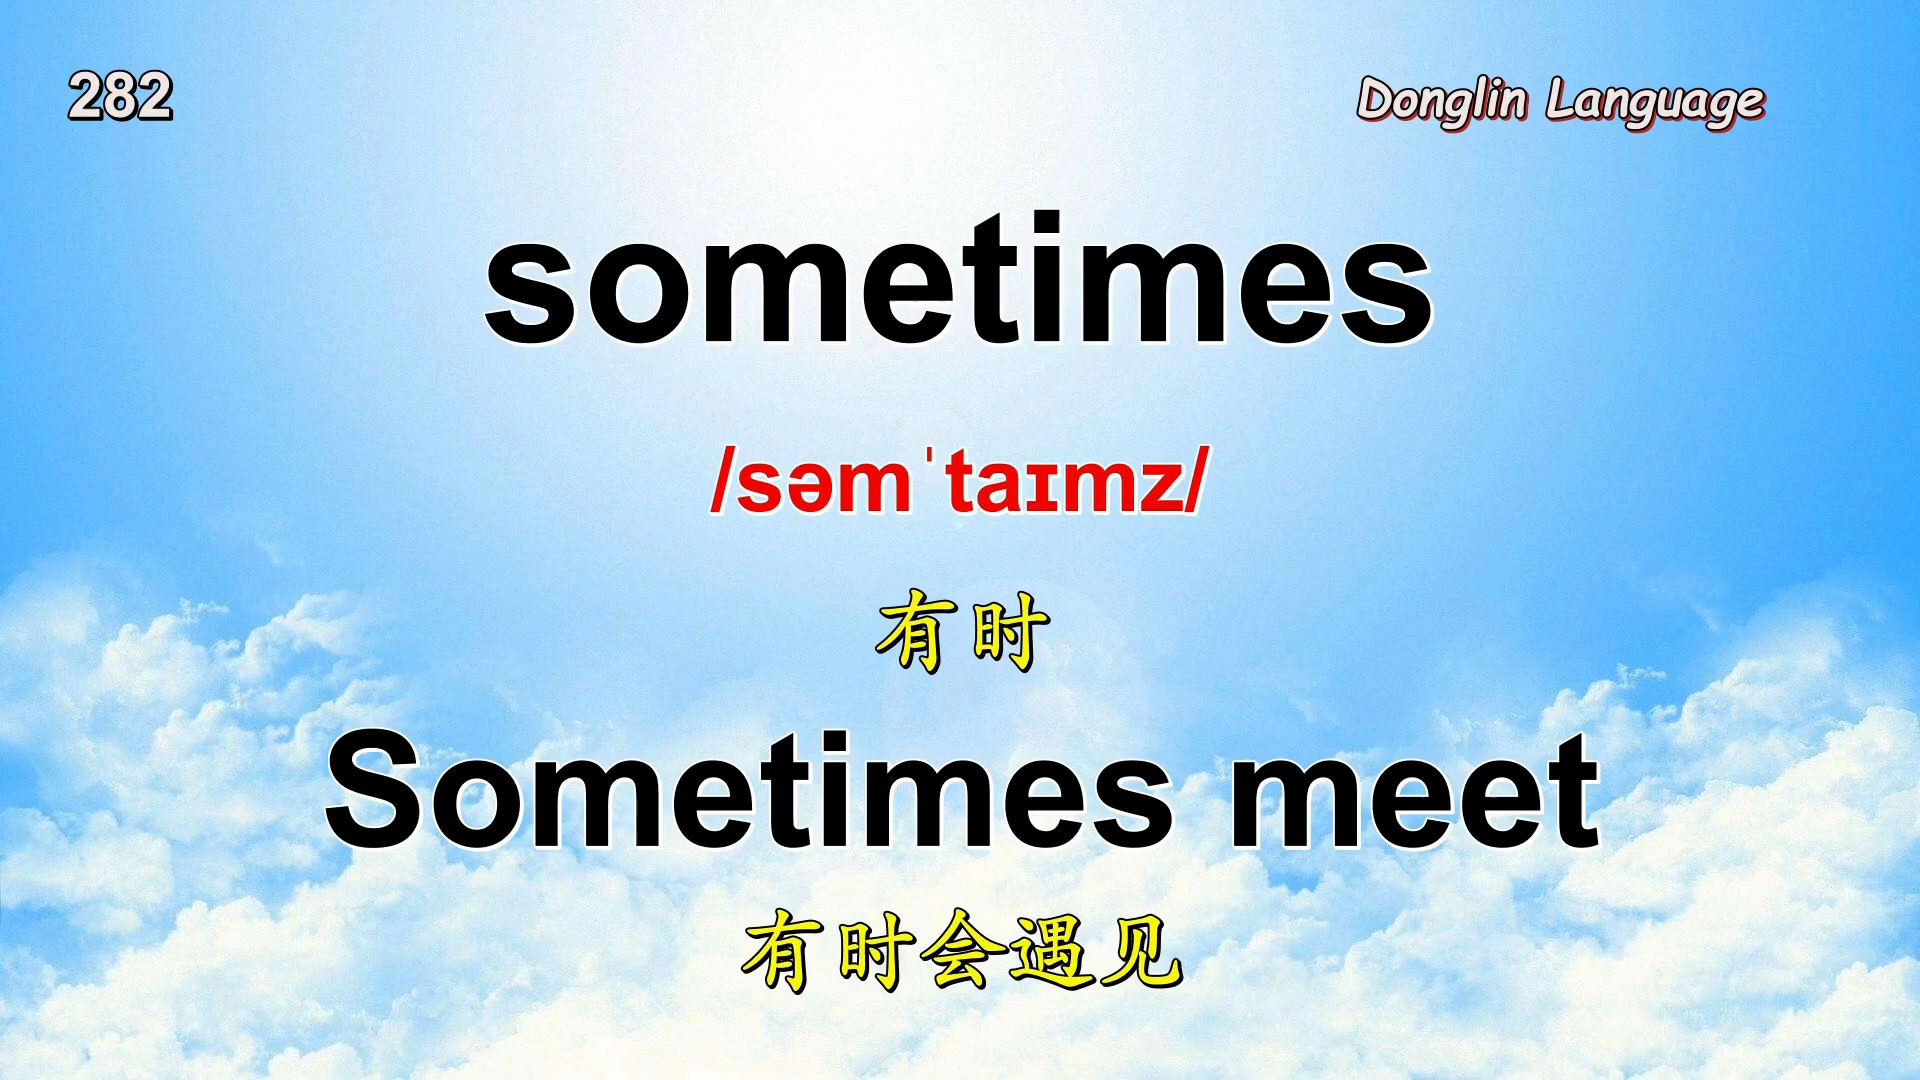 282
Donglin Language
sometimes
/səmˈtaɪmz/
有时
Sometimes meet
有时会遇见